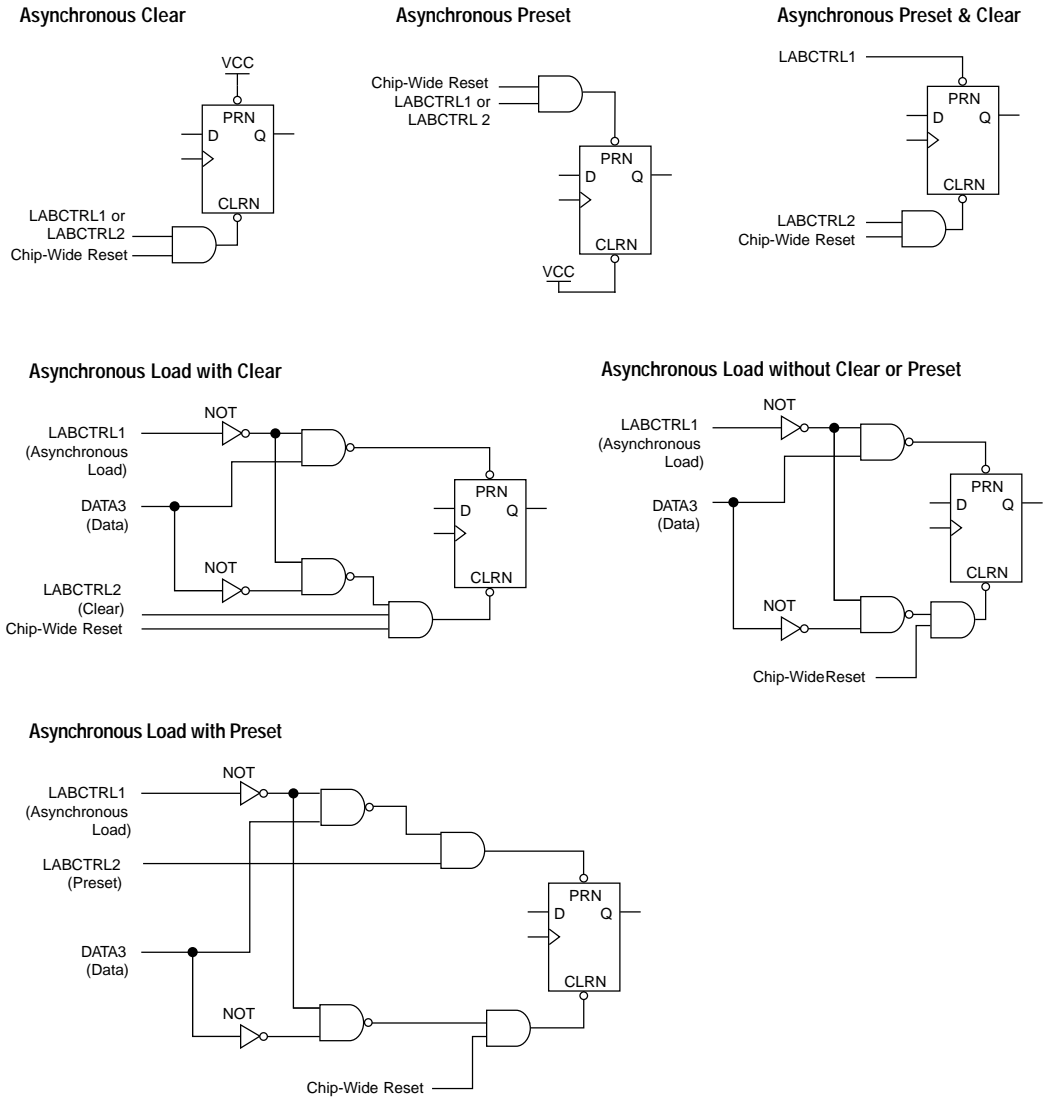 Asynchronous Clear
VCC
PRN
D Q
CLRN
LABCTRL1 or
LABCTRL2
Chip-Wide Reset
Asynchronous Preset
Chip-Wide Reset
LABCTRL1 or
LABCTRL 2
PRN
D Q
CLRN
VCC
Asynchronous Preset & Clear
LABCTRL1
PRN
D Q
CLRN
LABCTRL2
Chip-Wide Reset
Asynchronous Load with Clear
NOT
LABCTRL1
(Asynchronous
Load)
PRN
D Q
DATA3
(Data)
NOT
CLRN
LABCTRL2
(Clear)
Chip-Wide Reset
Asynchronous Load without Clear or Preset
NOT
LABCTRL1
(Asynchronous
Load)
PRN
D Q
DATA3
(Data)
CLRN
NOT
Chip-WideReset
Asynchronous Load with Preset
NOT
LABCTRL1
(Asynchronous
Load)
LABCTRL2
(Preset)
PRN
D Q
DATA3
(Data)
CLRN
NOT
Chip-Wide Reset